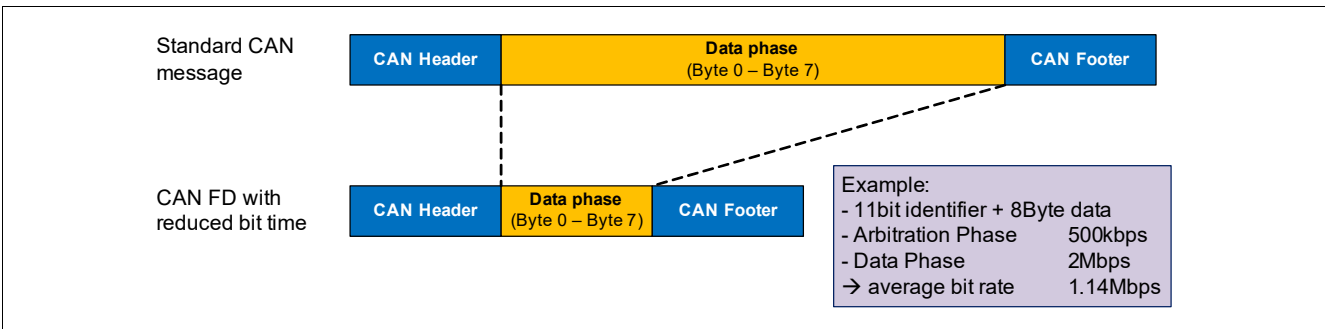 Standard CAN
message
CAN Header
Data phase
(Byte 0 – Byte 7)
CAN Footer
CAN FD with
reduced bit time
CAN Header
Data phase
(Byte 0 – Byte 7)
CAN Footer
Example:
- 11bit identifier + 8Byte data
- Arbitration Phase 500kbps
- Data Phase 2Mbps
→ average bit rate 1.14Mbps